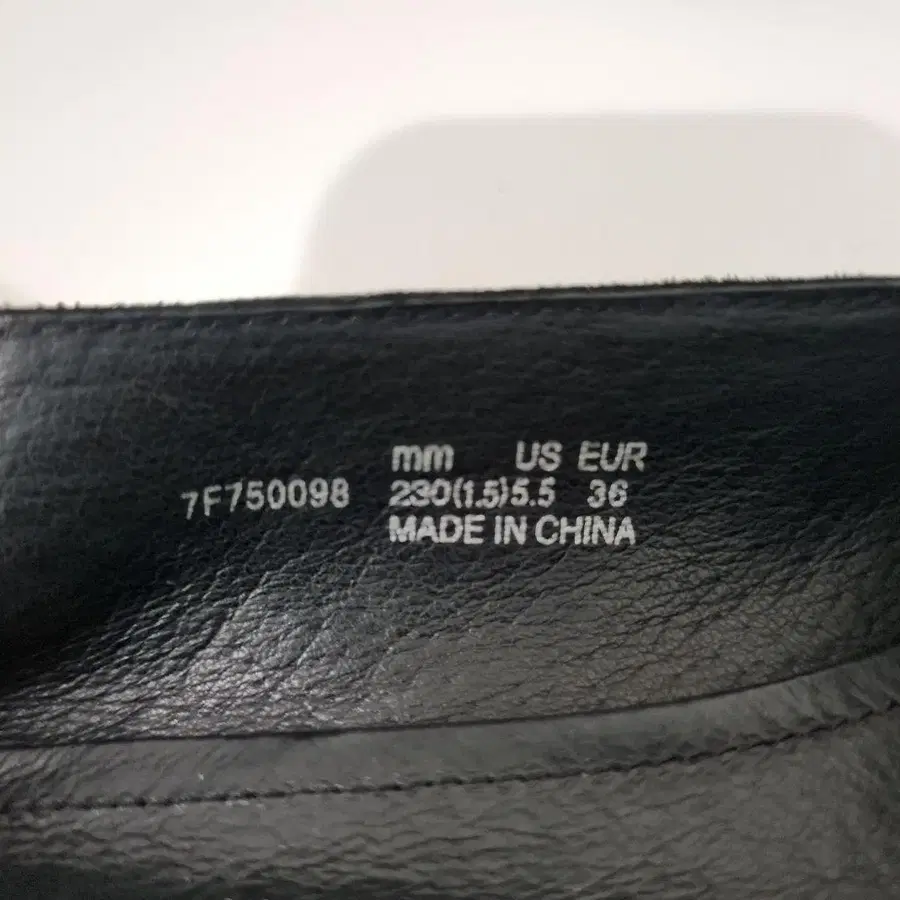 mm US EUR
7F750098 230(1.5)5.5 36
MADE IN CHINA